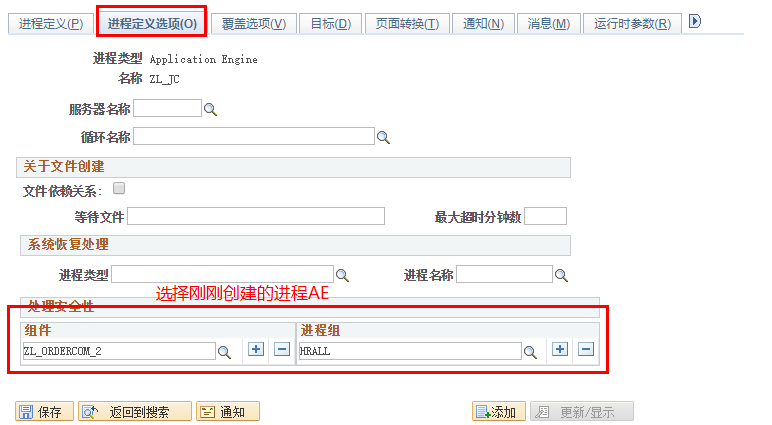 进程定义(P) 进程定义选项(O) 覆盖选项(V) 目标(D) 页面转换(T) 通知(N) 消息(M) 运行时参数(R)
进程类型 Application Engine
名称 ZL_JC
服务器名称
循环名称
关于文件创建
文件依赖关系:
等待文件 最大超时分钟数
系统恢复处理
进程类型 进程名称
选择刚刚创建的进程AE
处理安全性
组件 进程组
ZL_ORDERCOM_2 HRALL
保存 返回到搜索 通知 添加 更新/显示